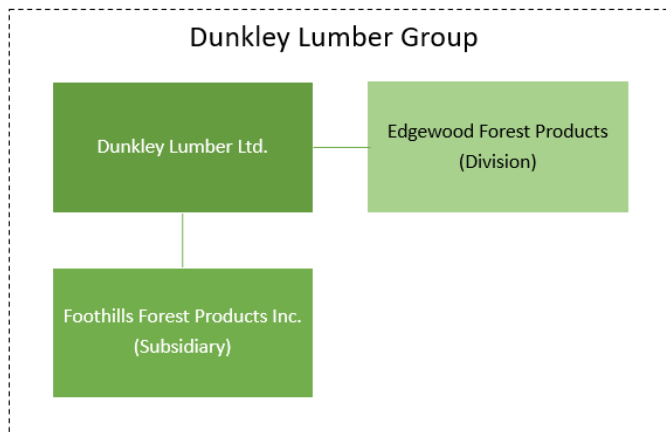 Dunkley Lumber Group
Dunkley Lumber Ltd.
Edgewood Forest Products
(Division)
Foothills Forest Products Inc.
(Subsidiary)